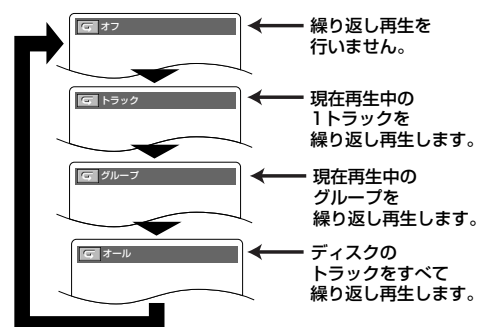 オフ
繰り返し再生を
行いません。
トラック
現在再生中の
1トラックを
繰り返し再生します。
グループ
現在再生中の
グループを
繰り返し再生します。
オール
ディスクの
トラックをすべて
繰り返し再生します。